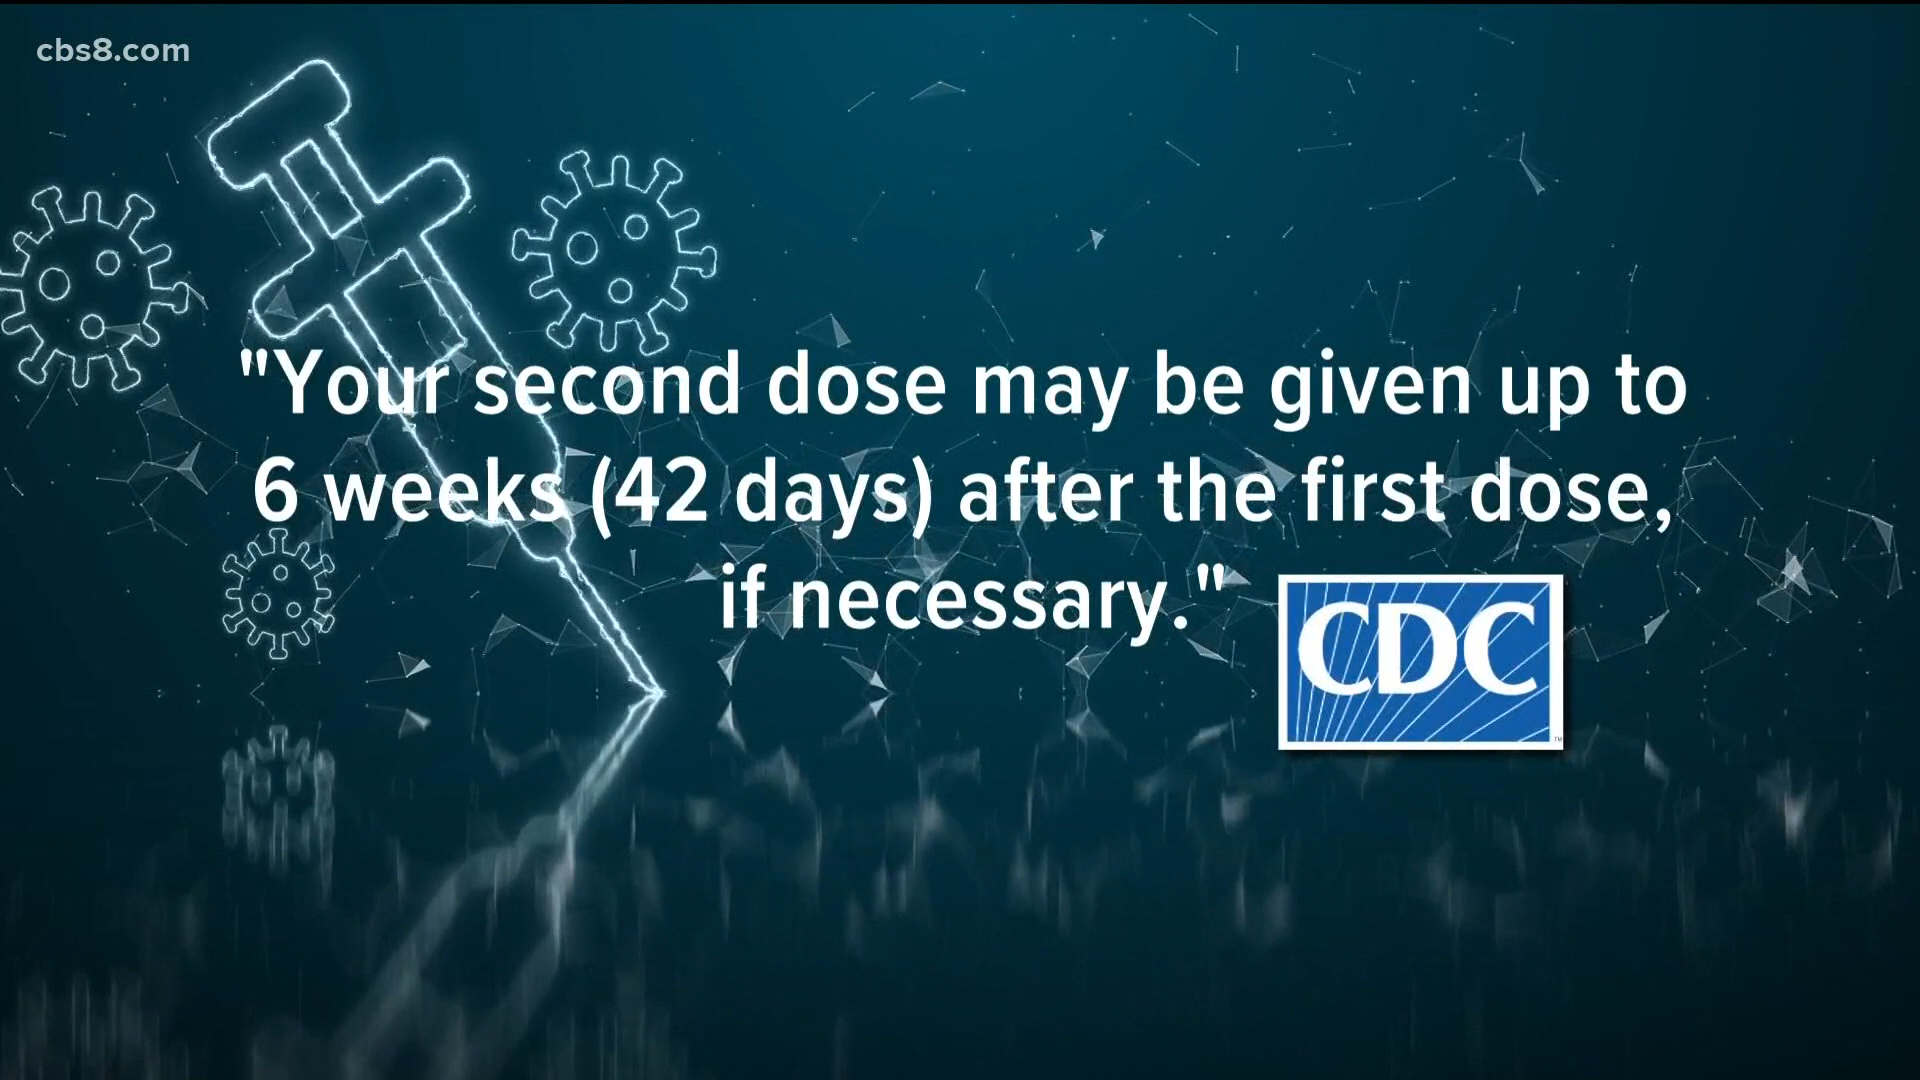 cbs8.com
"Your second dose may be given up to
6 weeks (42 days) after the first dose,
if necessary."
CDC
TM